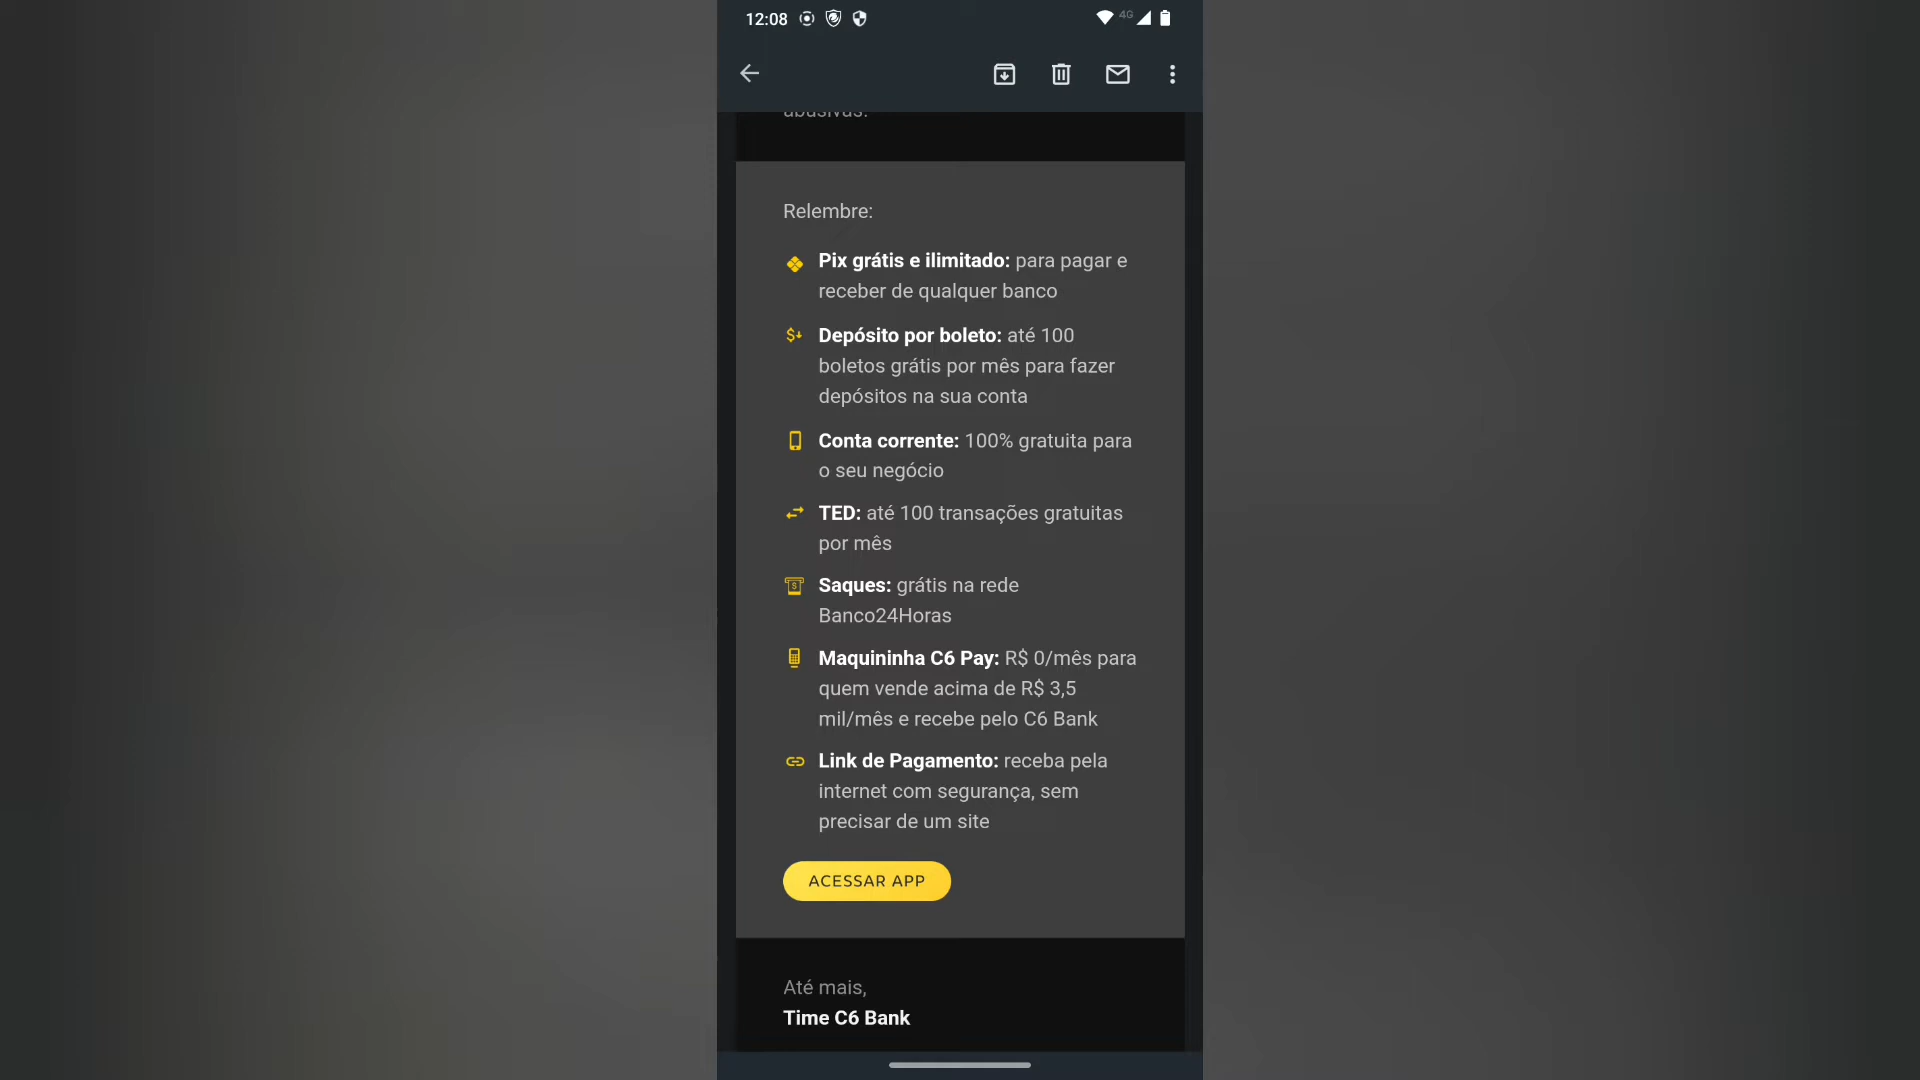 12:08
4G
abusivas.
Relembre:
Pix grátis e ilimitado: para pagar e
receber de qualquer banco
Depósito por boleto: até 100
boletos grátis por mês para fazer
depósitos na sua conta
Conta corrente: 100% gratuita para
o seu negócio
TED: até 100 transações gratuitas
por mês
Saques: grátis na rede
Banco24Horas
Maquininha C6 Pay: R$ 0/mês para
quem vende acima de R$ 3,5
mil/mês e recebe pelo C6 Bank
Link de Pagamento: receba pela
internet com segurança, sem
precisar de um site
ACESSAR APP
Até mais,
Time C6 Bank